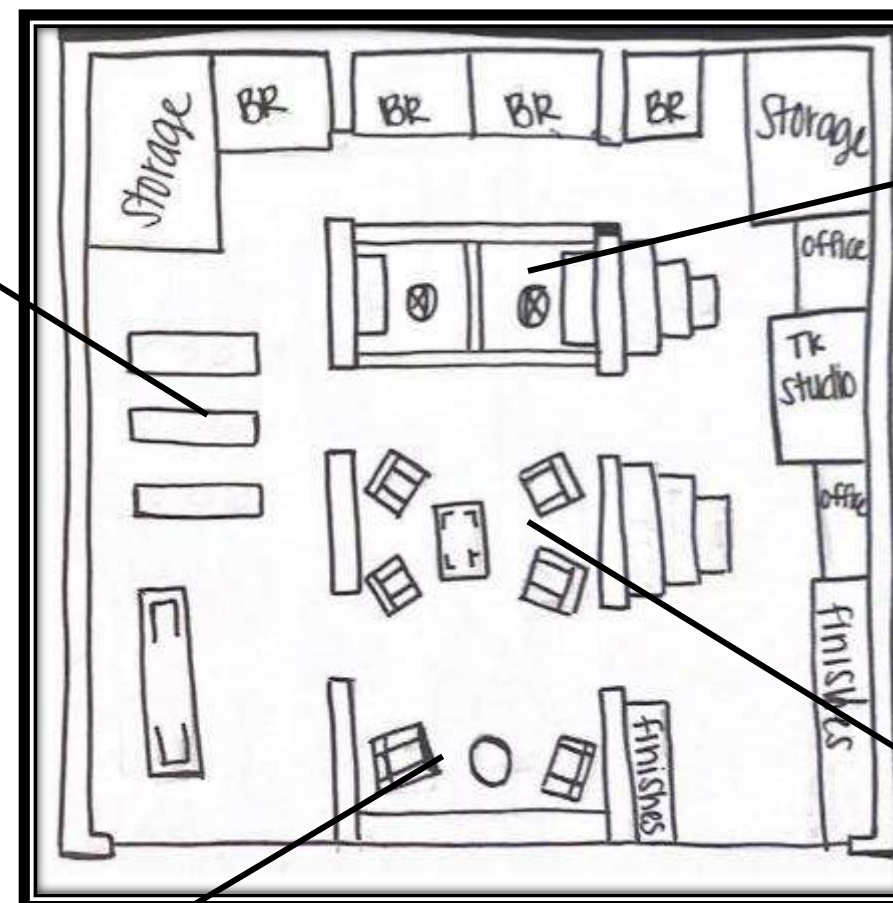 Storage
BR
BR
BR
BR
Storage
office
TK
studio
office
finishes
finishes